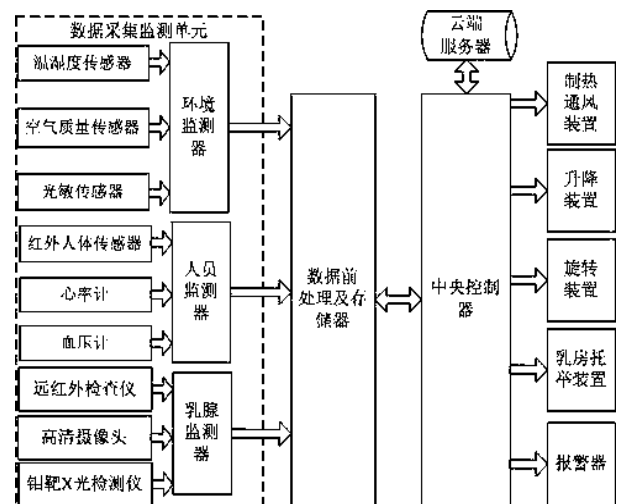 数据采集监测单元
温湿度传感器
空气质量传感器
光敏传感器
环境
监测
器
红外人体传感器
心率计
血压计
人员
监测
器
远红外检查仪
高清摄像头
钼靶X光检测仪
乳腺
监测
器
数据前
处理及存
储器
云端
服务器
中央控制
器
制热
通风
装置
升降
装置
旋转
装置
乳房托
举装置
报警器